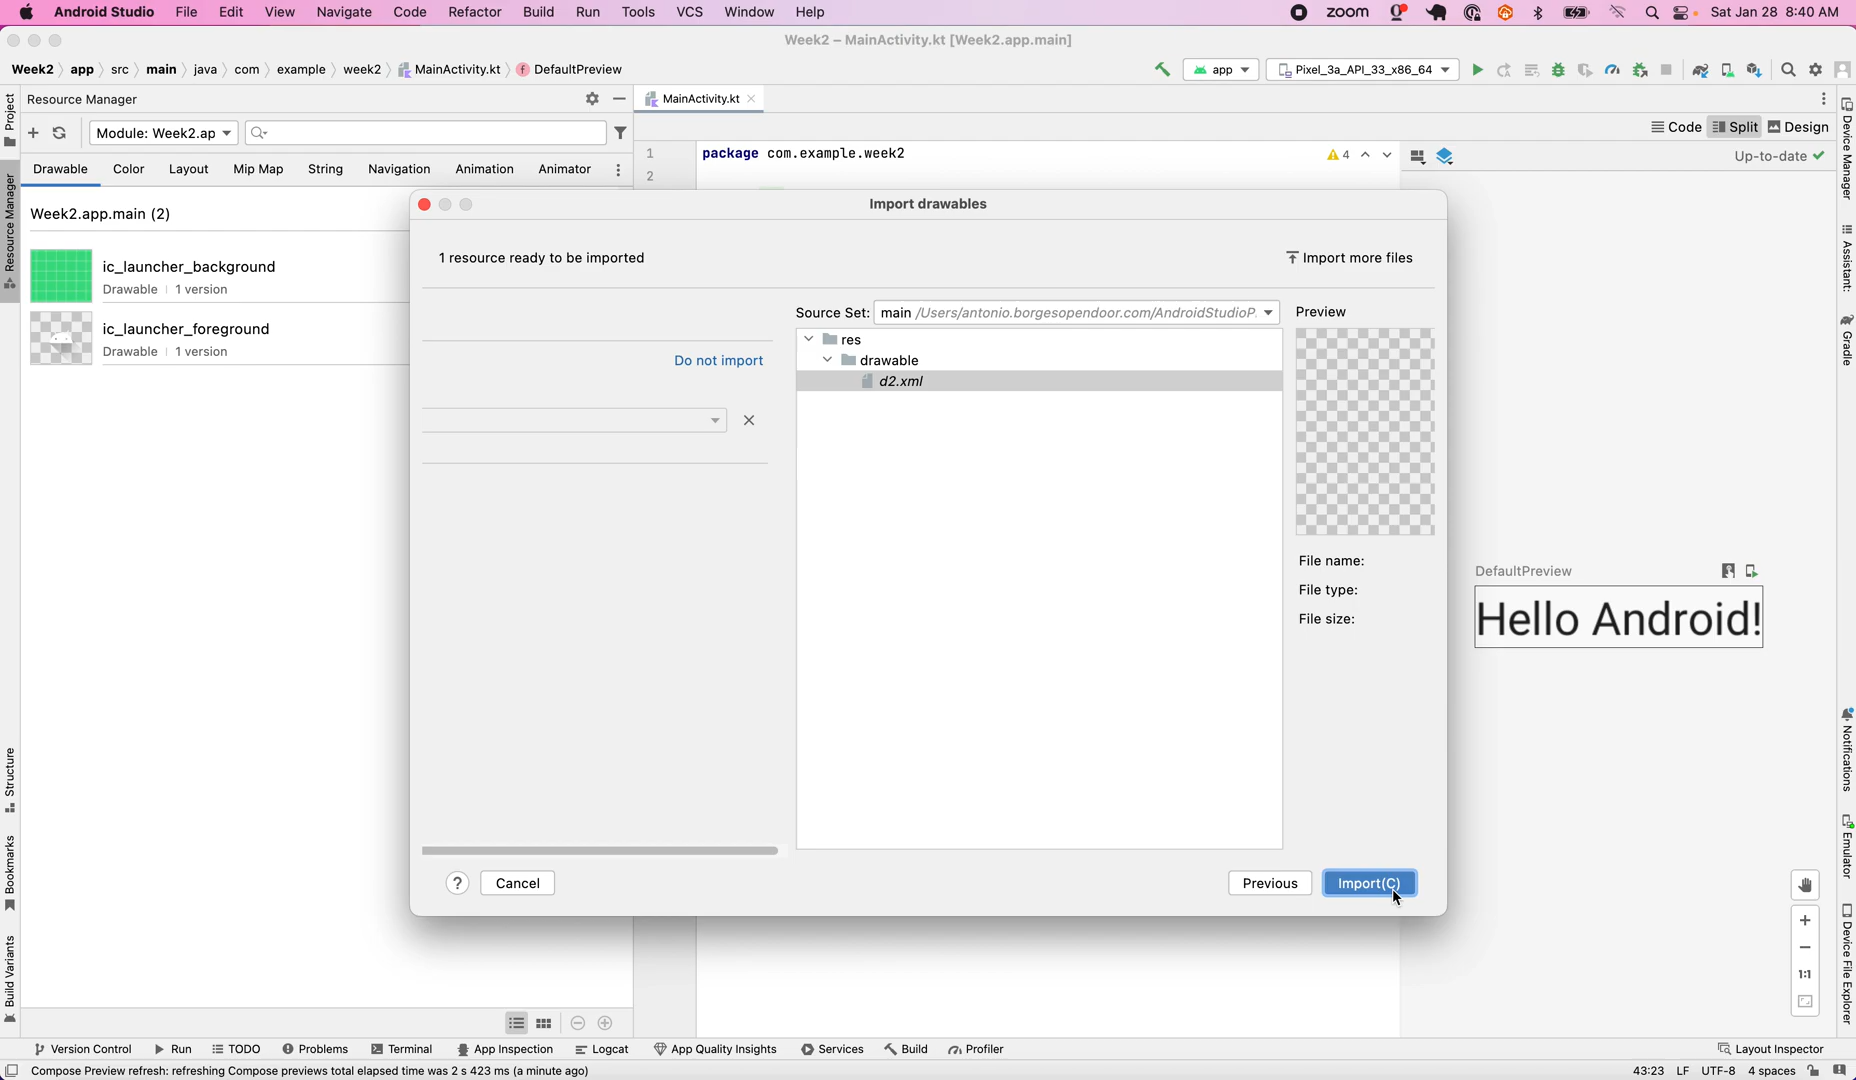 Android Studio File Edit View Navigate Code Refactor Build Run Tools VCS Window Help zoom Sat Jan 28 8:40 AM
Week2 – MainActivity.kt [Week2.app.main]
Week2 app src main java com example week2 MainActivity.kt DefaultPreview app Pixel_3a_API_33_x86_64
Project
Resource Manager
Structure
Bookmarks
Build Variants
Resource Manager
Module: Week2.ap
Drawable Color Layout Mip Map String Navigation Animation Animator
Week2.app.main (2)
ic_launcher_background
Drawable 1 version
ic_launcher_foreground
Drawable 1 version
MainActivity.kt
Code Split Design
1 package com.example.week2
2
4
Up-to-date
Import drawables
1 resource ready to be imported
Import more files
Do not import
Source Set: main /Users/antonio.borgesopendoor.com/AndroidStudioP
res
drawable
d2.xml
Preview
File name:
File type:
File size:
? Cancel Previous Import(C)
DefaultPreview
Hello Android!
1:1
Device Manager
Assistant:
Gradle
Notifications
Emulator
Device File Explorer
Version Control Run TODO Problems Terminal App Inspection Logcat App Quality Insights Services Build Profiler Layout Inspector
Compose Preview refresh: refreshing Compose previews total elapsed time was 2 s 423 ms (a minute ago) 43:23 LF UTF-8 4 spaces